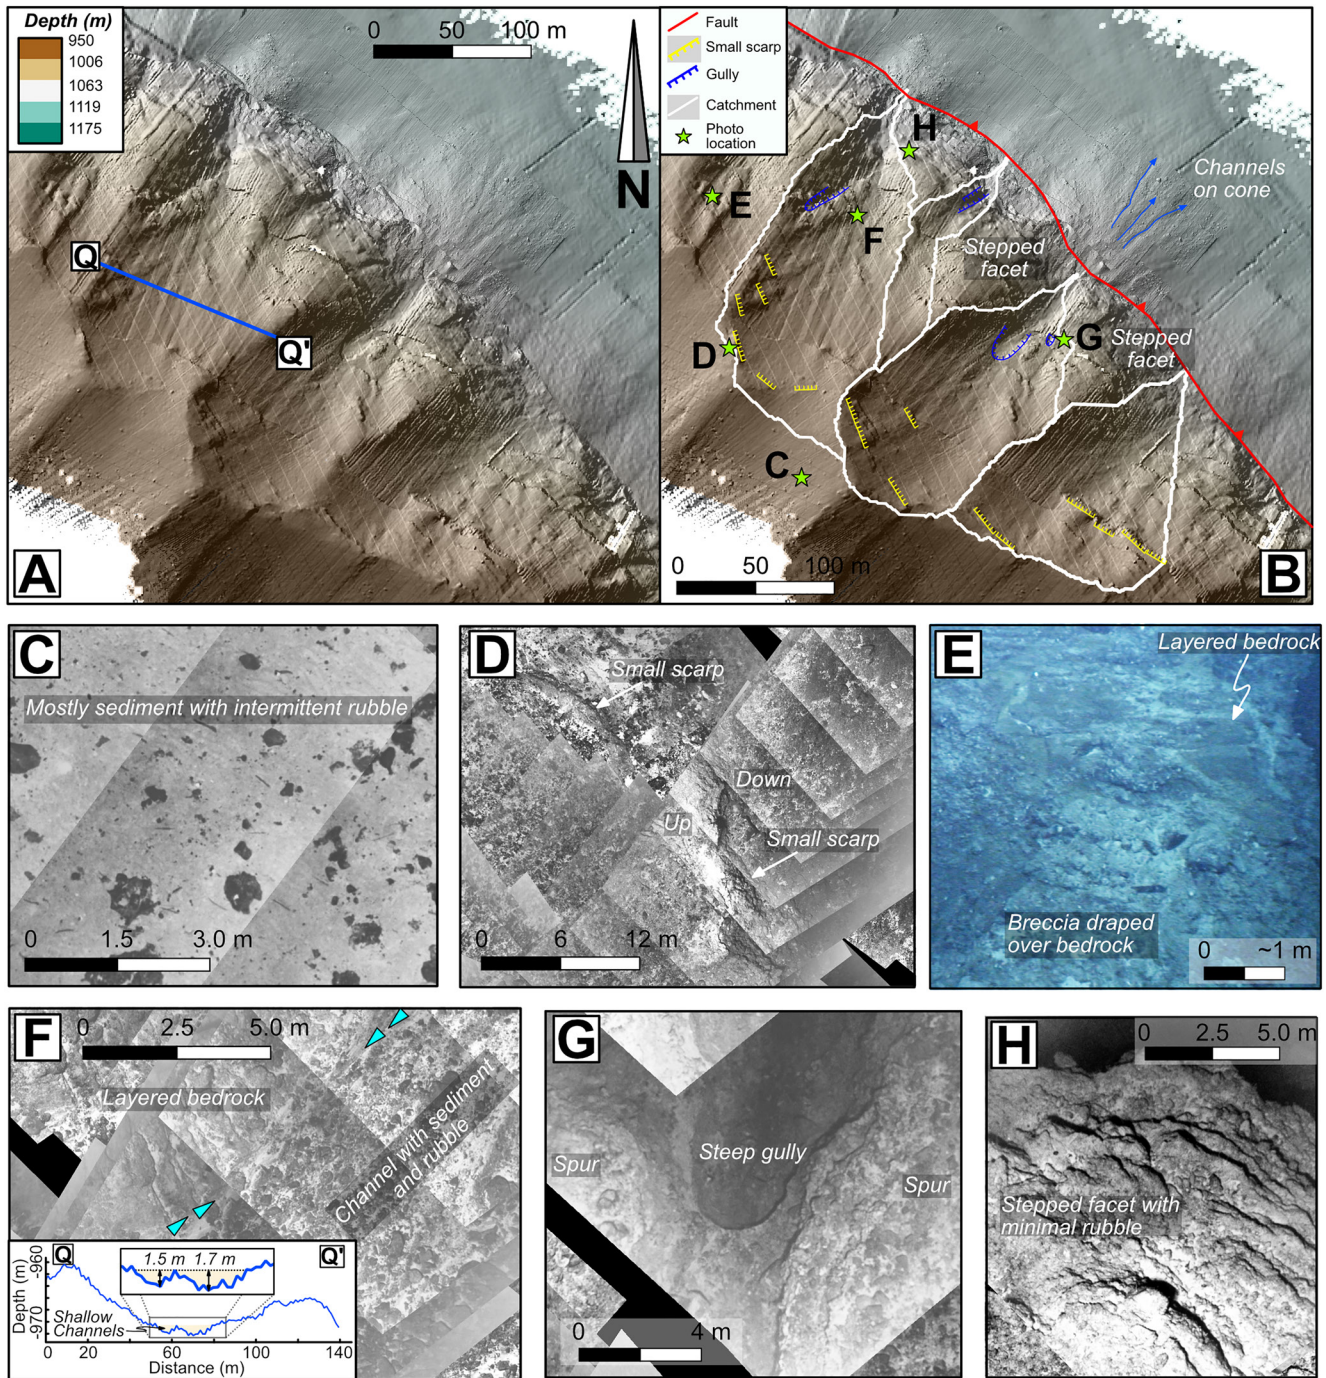 Depth (m)
950
1006
1063
1119
1175
0 50 100 m
N
Q
Q'
A
Fault
Small scarp
Gully
Catchment
Photo
location
H
E
F
D
C
G
Channels
on cone
Stepped
facet
Stepped
facet
0 50 100 m
B
C
Mostly sediment with intermittent rubble
0 1.5 3.0 m
D
Small scarp
Down
Up
Small scarp
0 6 12 m
E
Layered bedrock
Breccia draped
over bedrock
0 ~1 m
F
0 2.5 5.0 m
Layered bedrock
Channel with sediment
and rubble
Q
Q'
1.5 m 1.7 m
Depth (m)
-960
-970
Shallow
Channels
0 20 60 100 140
Distance (m)
G
Spur
Steep gully
Spur
0 4 m
H
0 2.5 5.0 m
Stepped facet with
minimal rubble